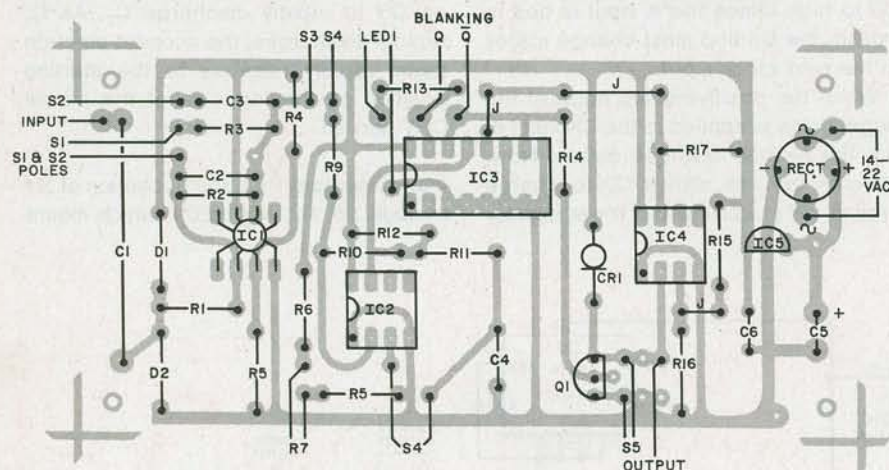 BLANKING
S3 S4 LED1 Q Q̅
S2
C3
R13
J
J
INPUT
R4
S1
R3
R14
R17
~
S1 & S2
POLES
C2
R9
IC3
- RECT +
1
14-
22
VAC
R2
~
IC1
R12
IC4
C1
D1
R10
R11
R15
IC5
CR1
R1
R6
IC2
J
+
C6
C5
D2
R5
C4
R16
Q1
R7
R5
S4
S5
OUTPUT